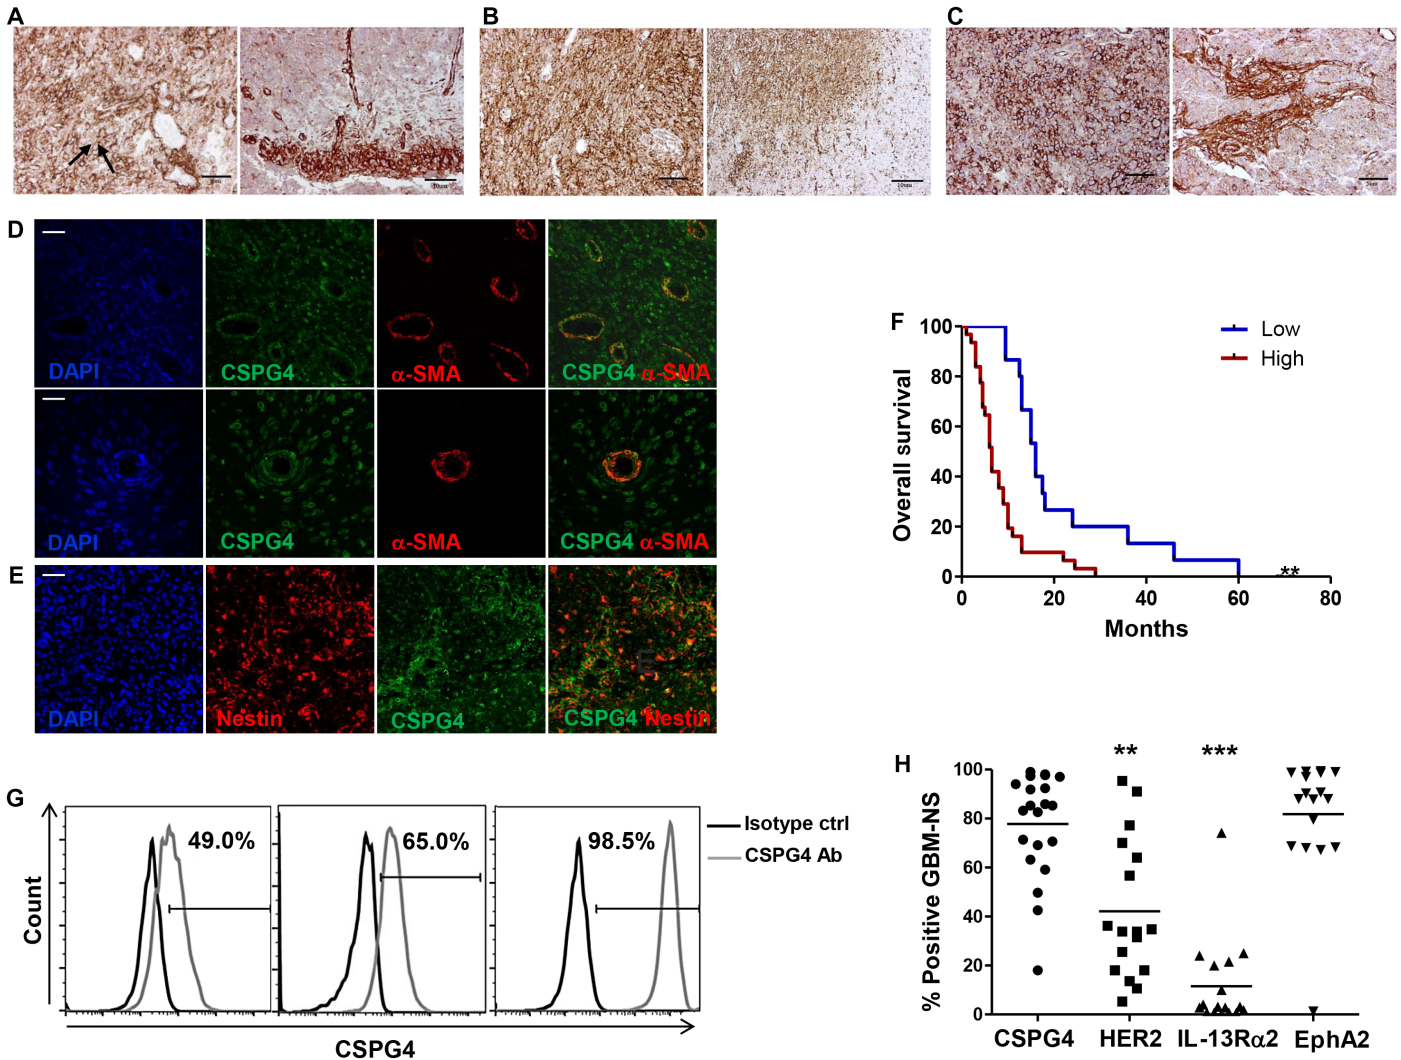 A
B
C
10um
10um
5um
D
DAPI
CSPG4
α-SMA
CSPG4 α-SMA
DAPI
CSPG4
α-SMA
CSPG4 α-SMA
E
DAPI
Nestin
CSPG4
CSPG4 Nestin
E
F
Overall survival
100
80
60
40
20
0
0 20 40 60 80
Months
Low
High
**
G
Count
49.0%
65.0%
98.5%
Isotype ctrl
CSPG4 Ab
CSPG4
H
% Positive GBM-NS
100
80
60
40
20
0
** ***
CSPG4 HER2 IL-13Rα2 EphA2